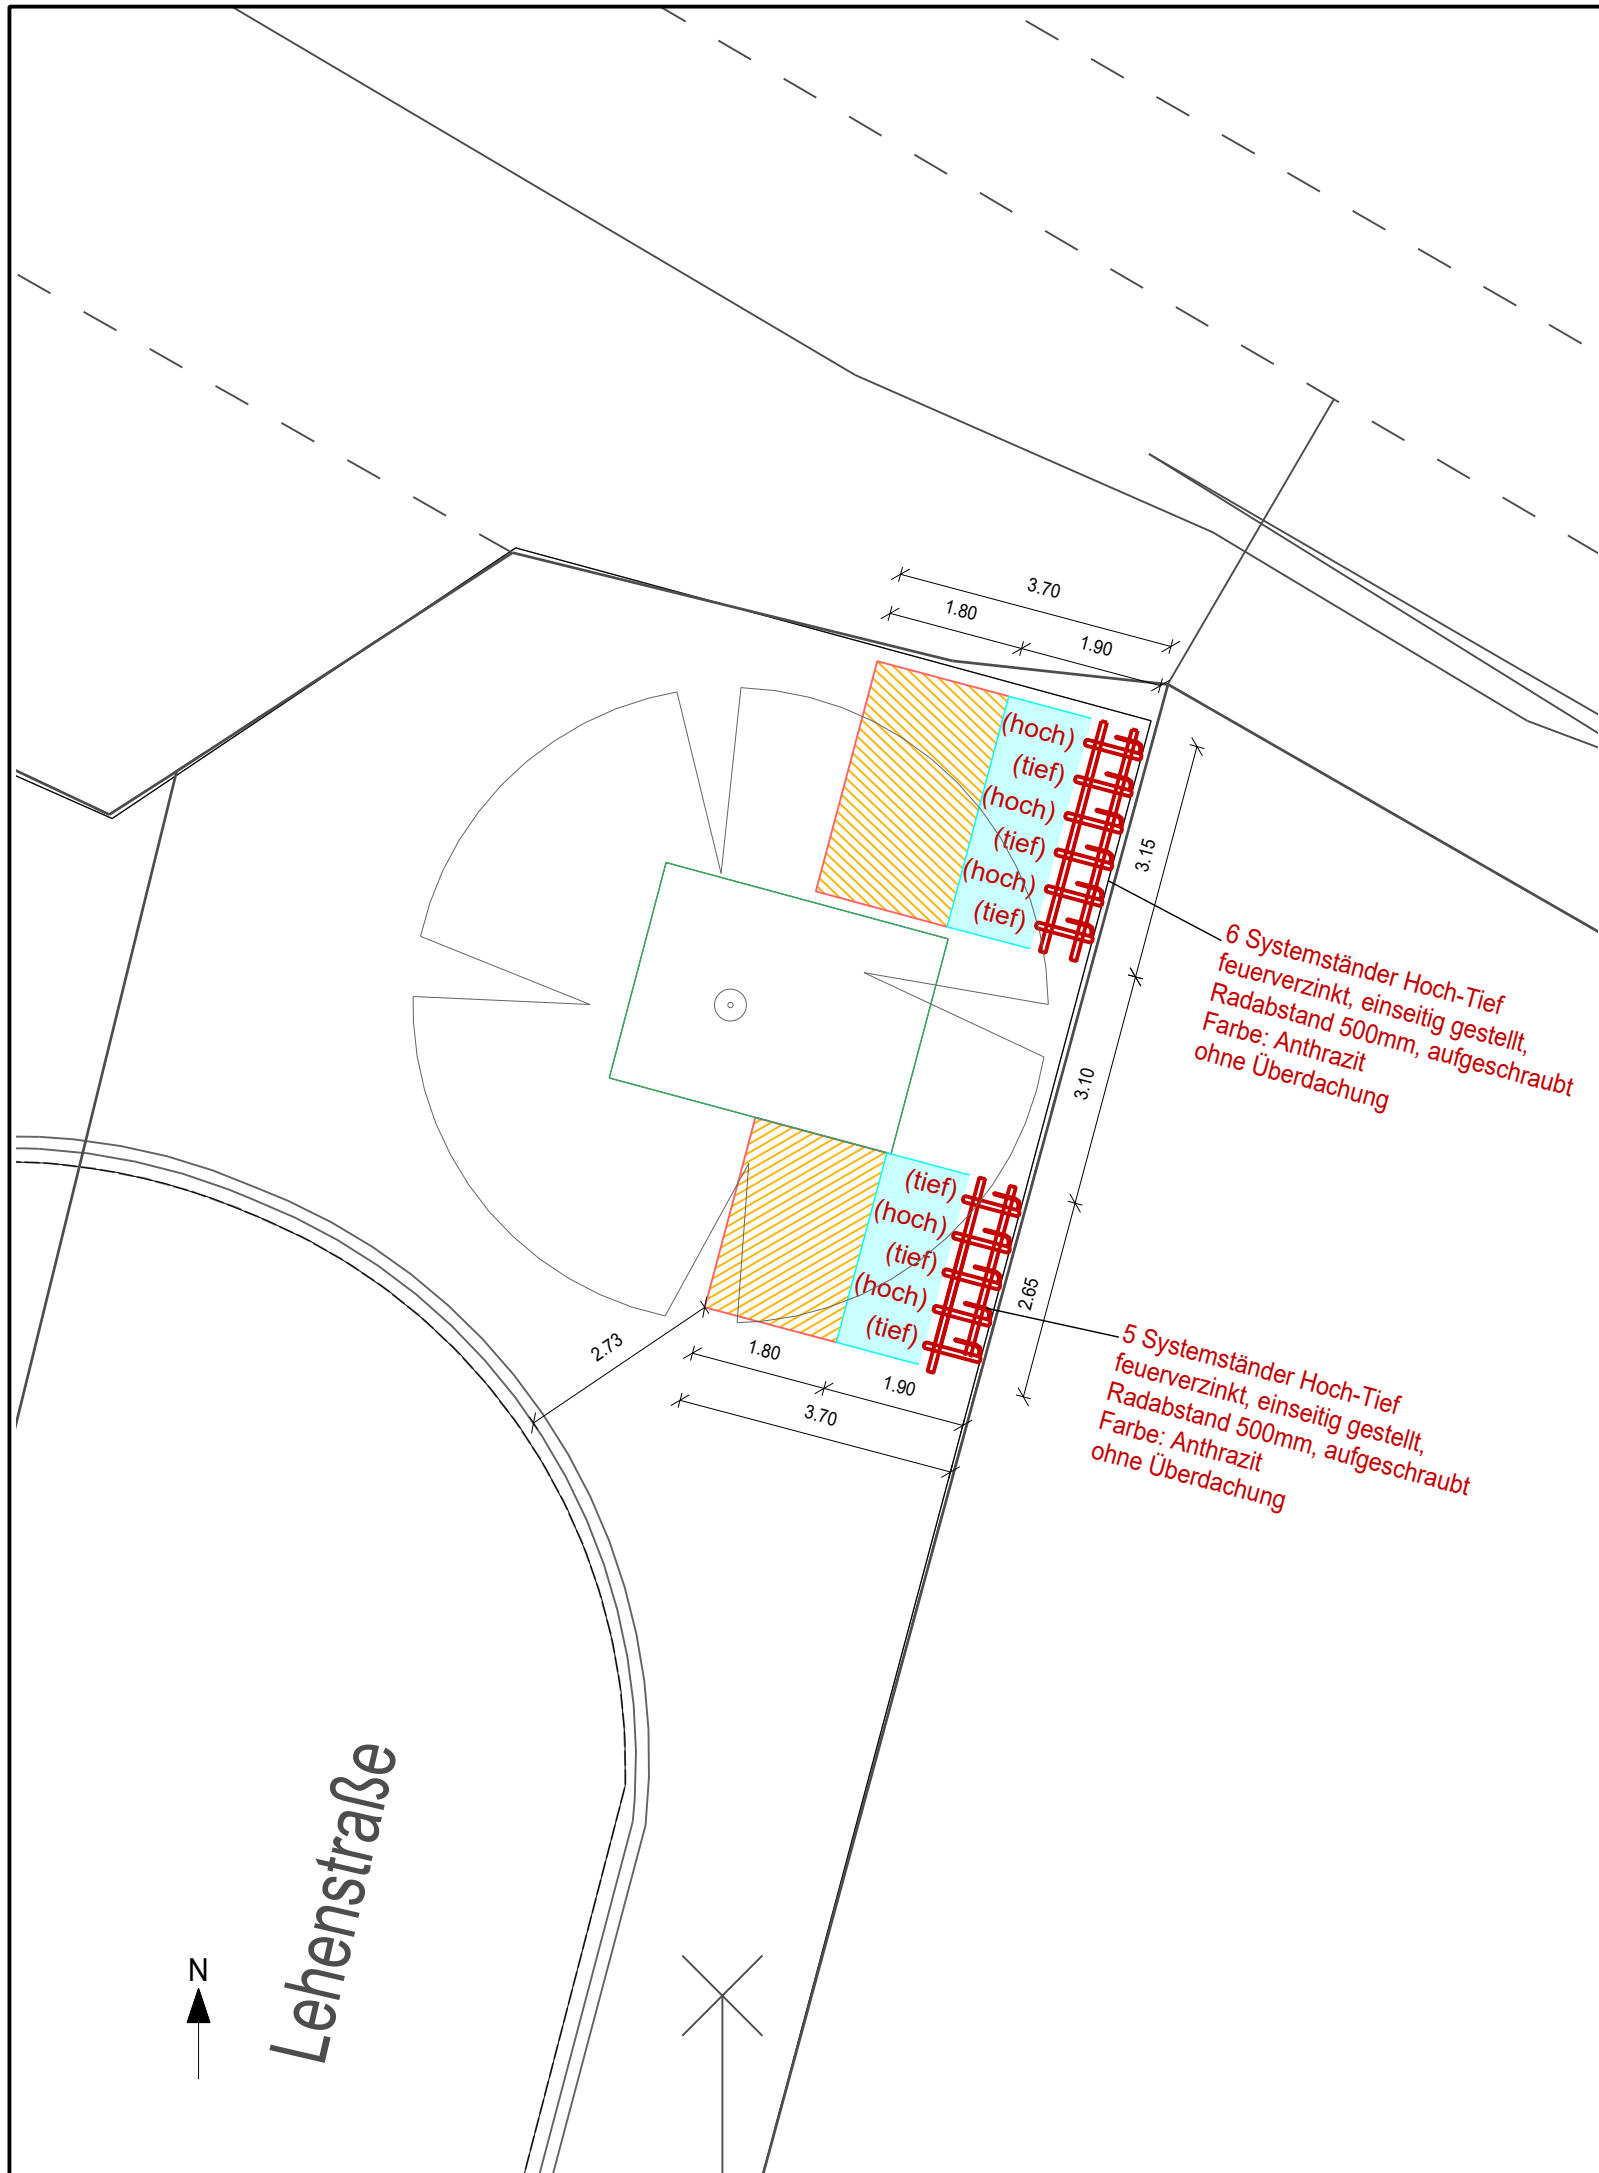 3.70
1.80
1.90
(hoch)
(tief)
(hoch)
(tief)
(hoch)
(tief)
3.15
6 Systemständer Hoch-Tief
feuerverzinkt, einseitig gestellt,
Radabstand 500mm, aufgeschraubt
Farbe: Anthrazit
ohne Überdachung
3.10
(tief)
(hoch)
(tief)
(hoch)
(tief)
2.65
5 Systemständer Hoch-Tief
feuerverzinkt, einseitig gestellt,
Radabstand 500mm, aufgeschraubt
Farbe: Anthrazit
ohne Überdachung
2.73
1.80
1.90
3.70
Lehenstraße
N